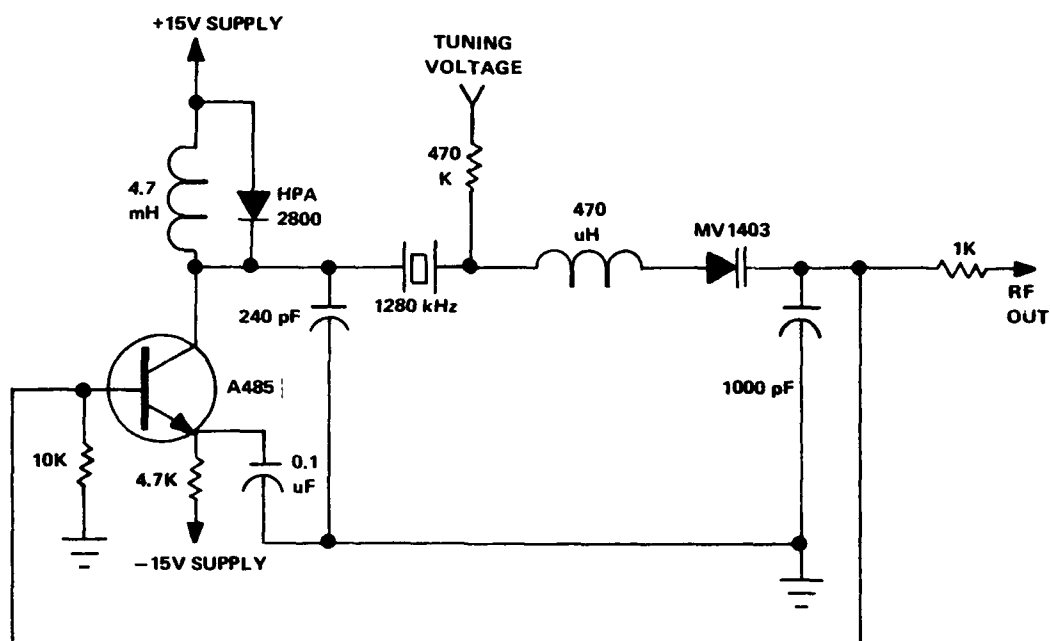 +15V SUPPLY
TUNING
VOLTAGE
4.7
mH
HPA
2800
470
K
470
uH
MV1403
1K
RF
OUT
1280 kHz
240 pF
1000 pF
A485
10K
4.7K
0.1
uF
−15V SUPPLY